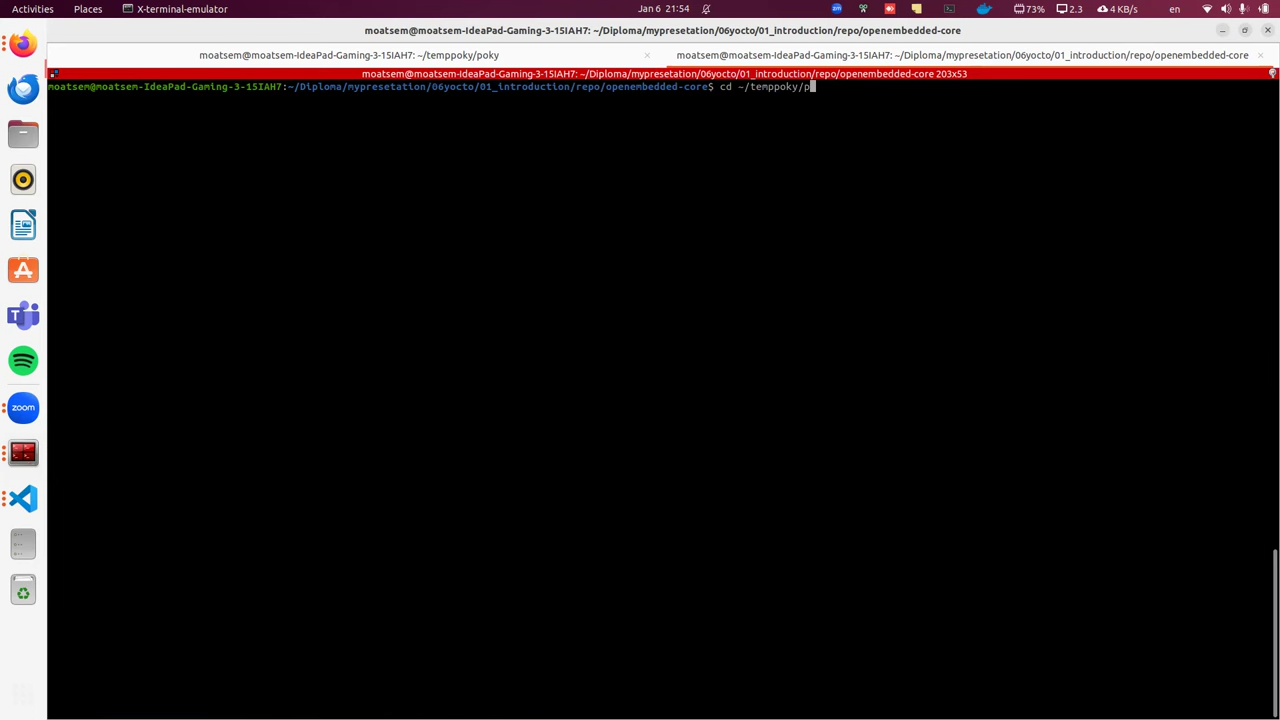 Activities
Places
X-terminal-emulator
Jan 6 21:54
zm
73%
2.3
4 KB/s
en
moatsem@moatsem-IdeaPad-Gaming-3-15IAH7: ~/Diploma/mypresetation/06yocto/01_introduction/repo/openembedded-core
moatsem@moatsem-IdeaPad-Gaming-3-15IAH7: ~/temppoky/poky
moatsem@moatsem-IdeaPad-Gaming-3-15IAH7: ~/Diploma/mypresetation/06yocto/01_introduction/repo/openembedded-core
moatsem@moatsem-IdeaPad-Gaming-3-15IAH7: ~/Diploma/mypresetation/06yocto/01_introduction/repo/openembedded-core 203x53
moatsem@moatsem-IdeaPad-Gaming-3-15IAH7:~/Diploma/mypresetation/06yocto/01_introduction/repo/openembedded-core$ cd ~/temppoky/p
zoom